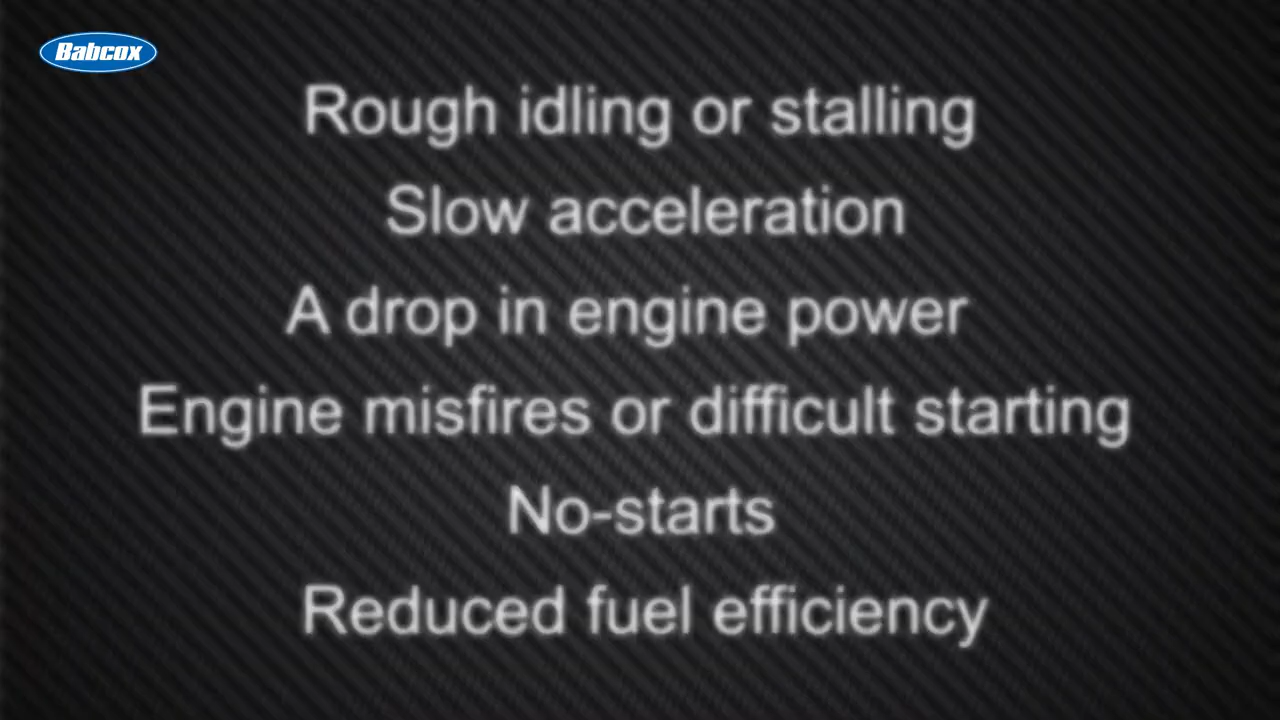 Babcox
Rough idling or stalling
Slow acceleration
A drop in engine power
Engine misfires or difficult starting
No-starts
Reduced fuel efficiency